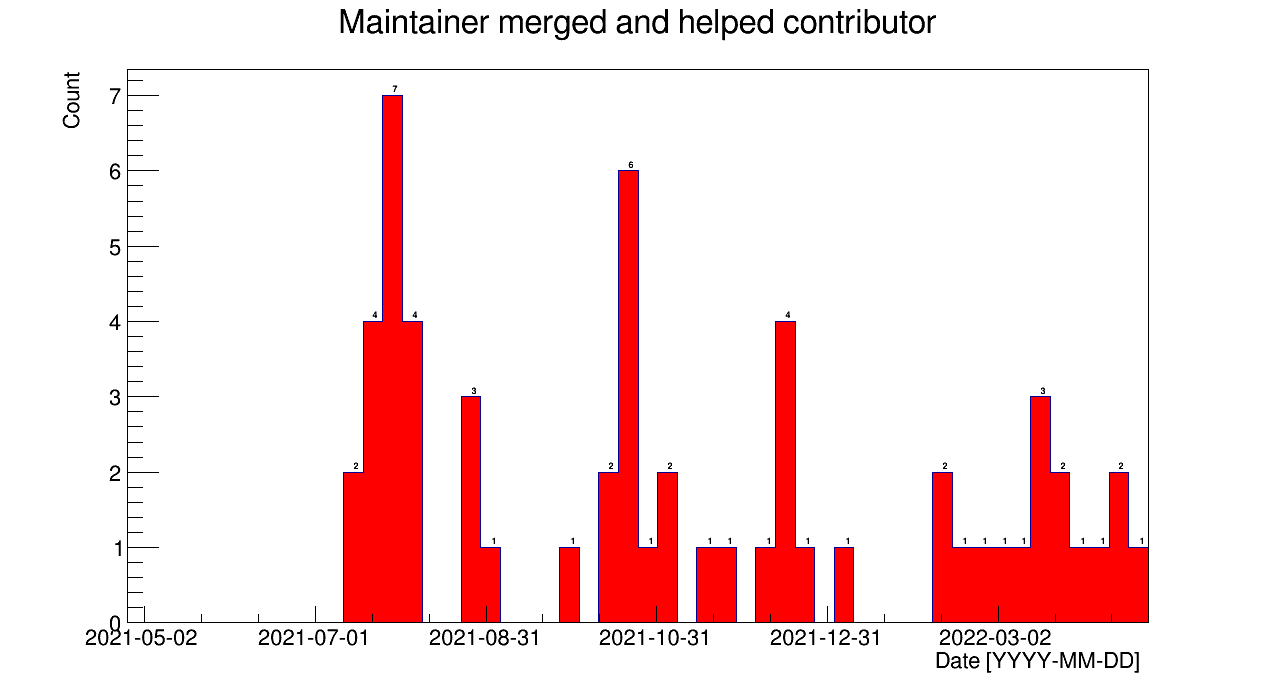 Maintainer merged and helped contributor
Count
7
6
5
4
3
2
1
0
2 4 7 4 3 1 1 2 6 1 2 1 1 1 4 1 1 2 1 1 1 1 3 2 1 1 2 1
2021-05-02 2021-07-01 2021-08-31 2021-10-31 2021-12-31 2022-03-02
Date [YYYY-MM-DD]